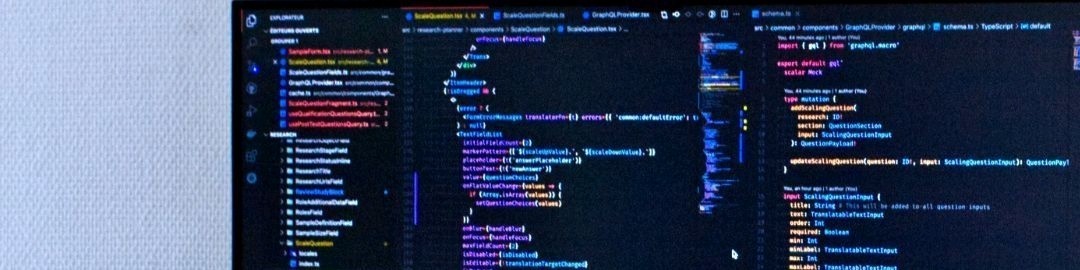 EXPLORATEUR
ÉDITEURS OUVERTS
GROUPE 1
SampleForm.tsx 1, M
ScaleQuestion.tsx 4, M
ScaleQuestionFields.ts
GraphQLProvider.tsx
cache.ts
ScaleQuestionFragment.ts 2
useQualificationQuestionsQuery.t 2
usePostTestQuestionsQuery.ts
RESEARCH
ResearchStageField
ResearchStatusInline
ResearchTitle
ResearchUrlsField
ReviewStudyBlock
RoleAdditionalDataField
RolesField
SampleDefinitionField
SampleSizeField
ScaleQuestion
locales
index.ts
ScaleQuestion.tsx 4, M
ScaleQuestionFields.ts
GraphQLProvider.tsx
src > research-planner > components > ScaleQuestion > ScaleQuestion.tsx > ...
onFocus={handleFocus}
/>
</Trans>
</div>
)}
</ItemHeader>
{!isDragged && (
<>
{error ? (
<FormErrorMessages translateFn={t} errors={{ 'common:defaultError':
) : null}
<TextFieldList
initialFieldCount={2}
markerPattern={['${scaleUpValue}.', '${scaleDownValue}.']}
placeholder={t('answerPlaceholder')}
buttonText={t('newAnswer')}
value={questionChoices}
onFlatValueChange={values => {
if (Array.isArray(values)) {
setQuestionChoices(values)
}
}}
onBlur={handleBlur}
onFocus={handleFocus}
maxFieldCount={2}
isDisabled={isDisabled}
isEditable={!translationTargetChanged}
schema.ts
src > common > components > GraphQLProvider > graphql > schema.ts > TypeScript > default
You, 44 minutes ago | 1 author (You)
import { gql } from 'graphql.macro'
export default gql`
scalar Mock
You, 44 minutes ago | 1 author (You)
type mutation {
addScalingQuestion(
research: ID!
section: QuestionSection
input: ScalingQuestionInput
): QuestionPayload!
updateScalingQuestion(question: ID!, input: ScalingQuestionInput): QuestionPay!
}
You, an hour ago | 1 author (You)
input ScalingQuestionInput {
title: String # This will be added to all question inputs
text: TranslatableTextInput
order: Int
required: Boolean
min: Int
minLabel: TranslatableTextInput
max: Int
maxLabel: TranslatableTextInput